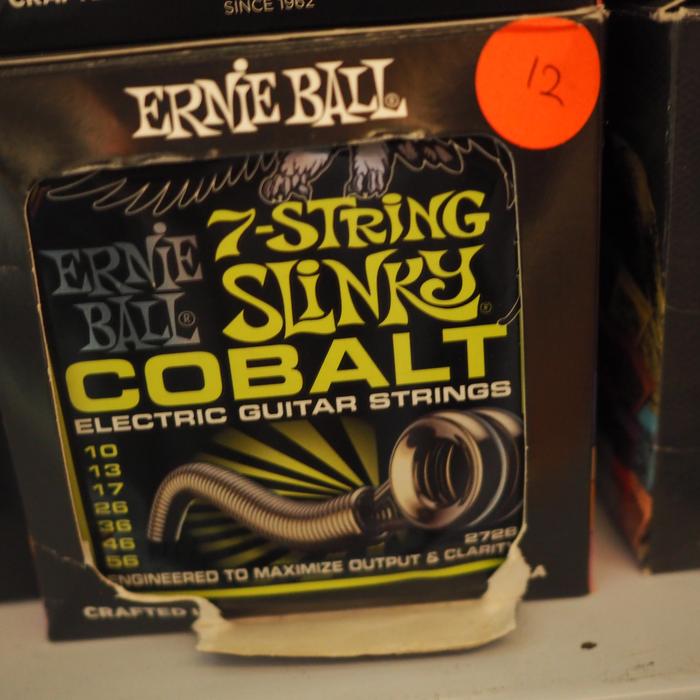 SINCE 1962
ERNIE BALL®
12
7-STRING
ERNIE
BALL®
SLINKY®
COBALT
ELECTRIC GUITAR STRINGS
10
13
17
26
36
46
56
2728
ENGINEERED TO MAXIMIZE OUTPUT & CLARITY
CRAFTED